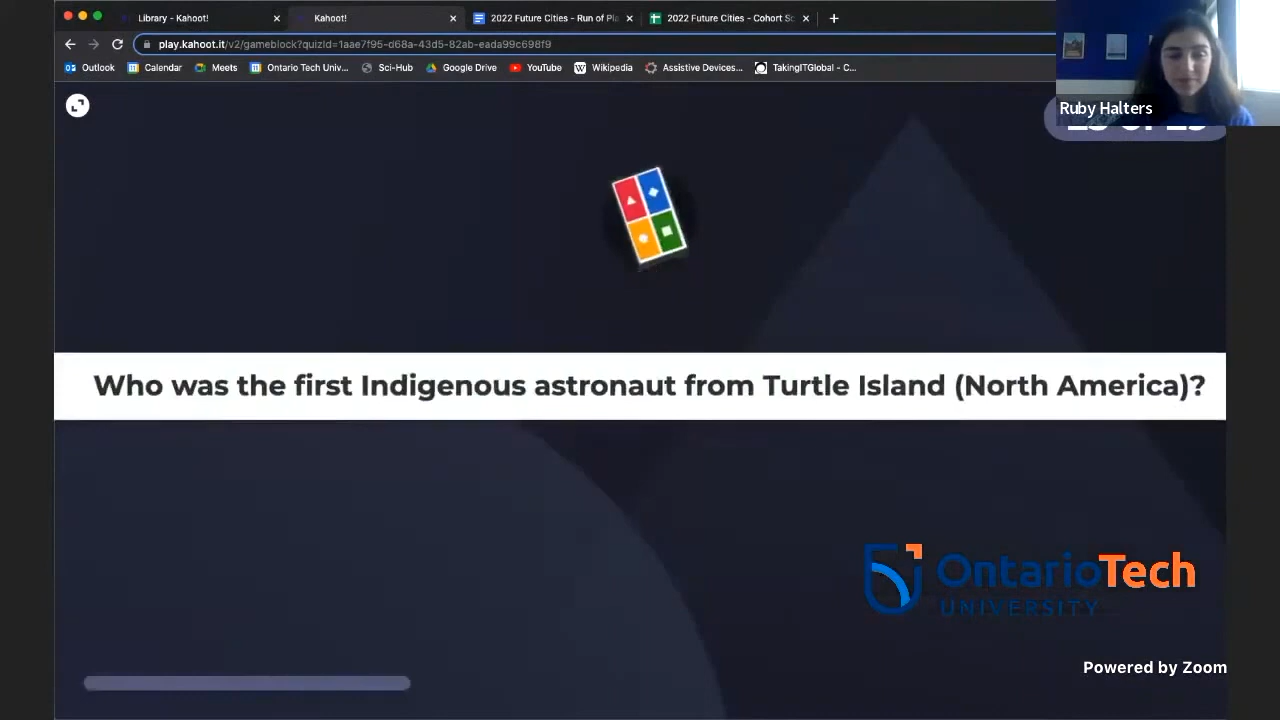 Library - Kahoot!
Kahoot!
2022 Future Cities - Run of Pla
2022 Future Cities - Cohort Sc
play.kahoot.it/v2/gameblock?quizId=1aae7f95-d68a-43d5-82ab-eada99c698f9
Outlook
Calendar
Meets
Ontario Tech Univ...
Sci-Hub
Google Drive
YouTube
Wikipedia
Assistive Devices...
TakingITGlobal - C...
Ruby Halters
Who was the first Indigenous astronaut from Turtle Island (North America)?
OntarioTech
UNIVERSITY
Powered by Zoom